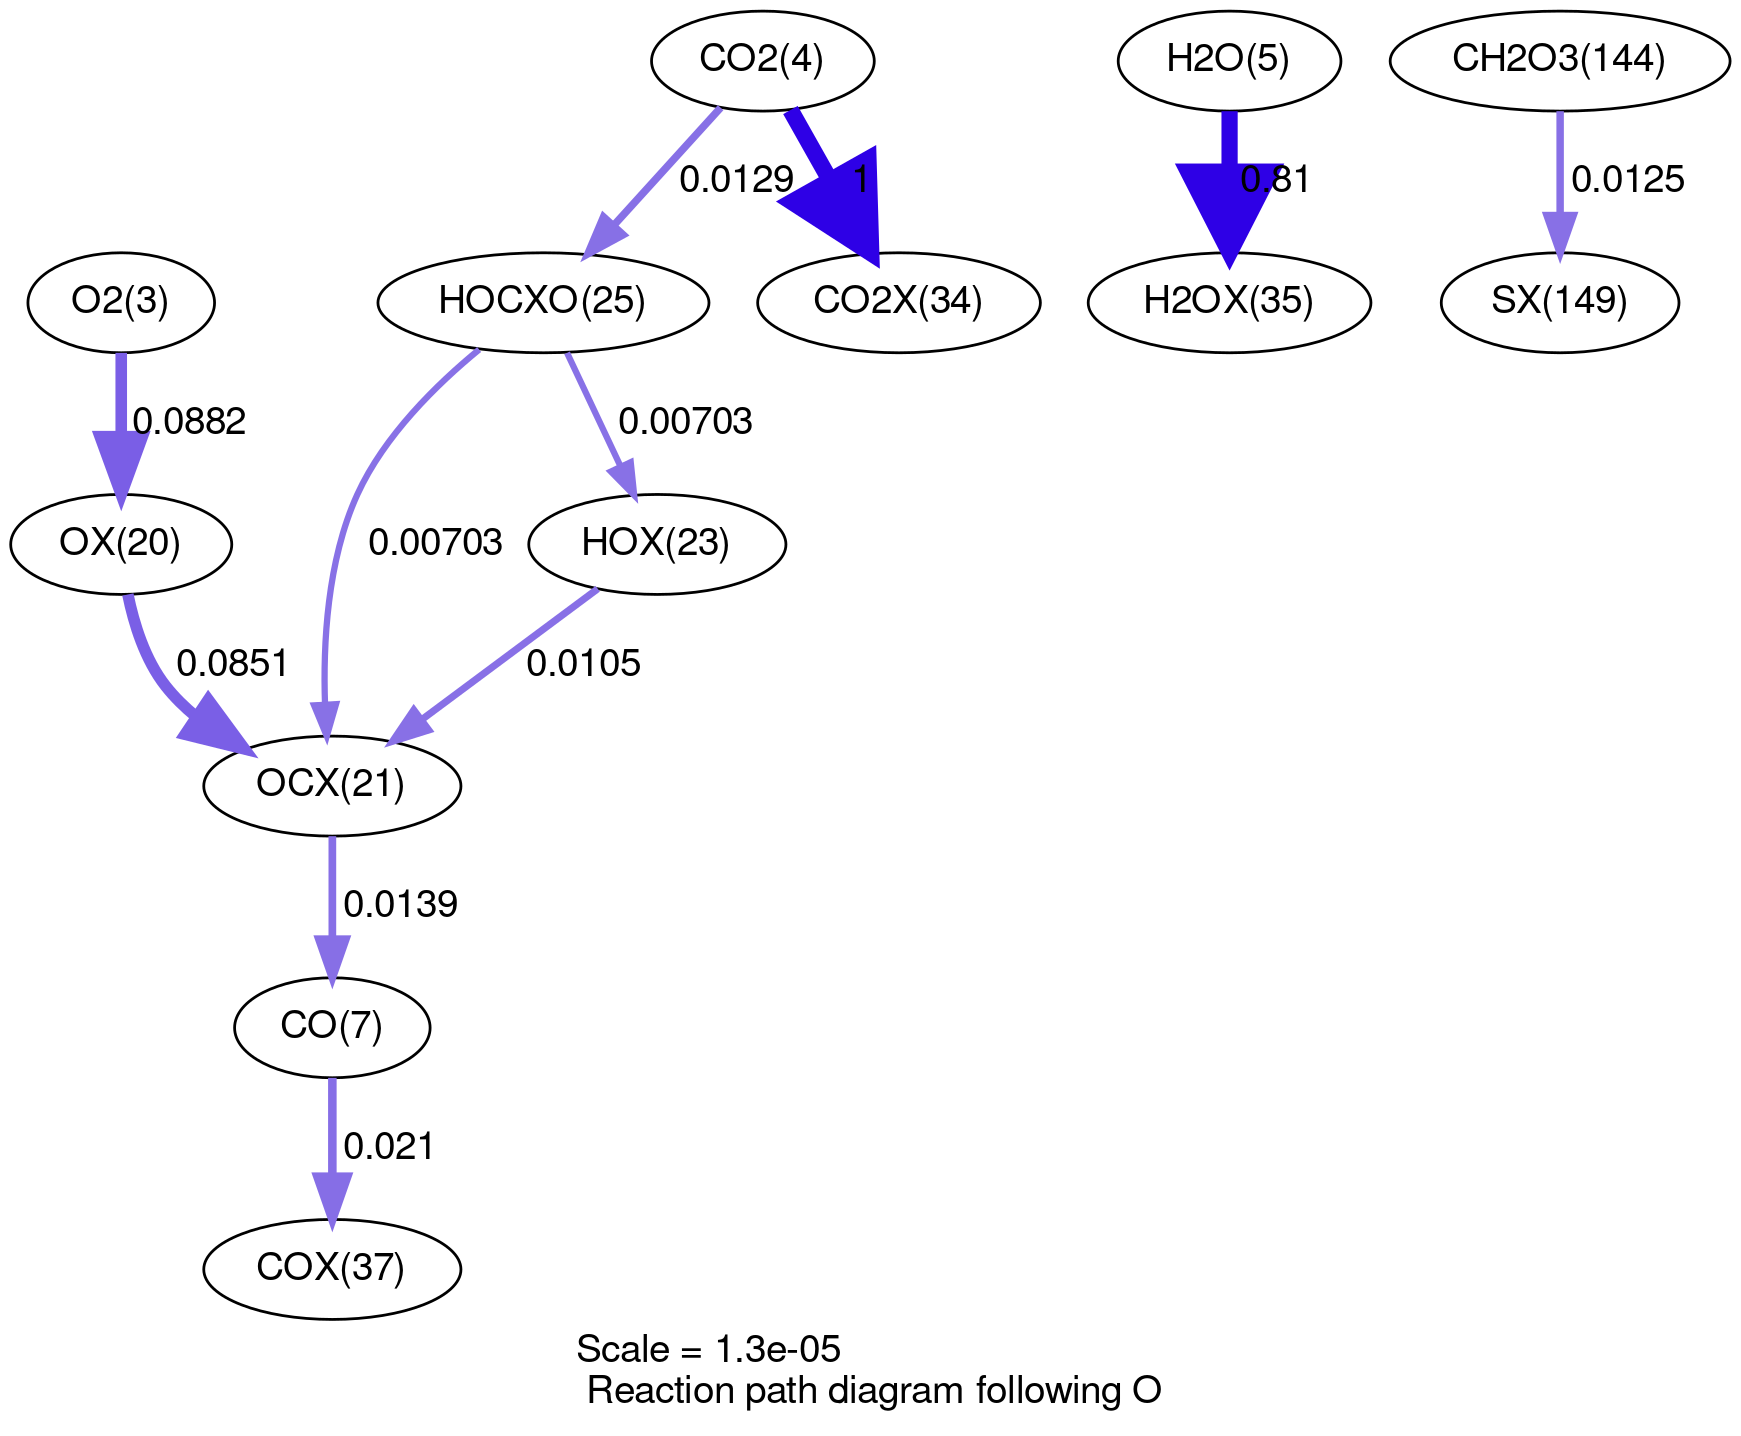 CO2(4)
H2O(5)
CH2O3(144)
0.0129
1
0.81
0.0125
O2(3)
HOCXO(25)
CO2X(34)
H2OX(35)
SX(149)
0.0882
0.00703
OX(20)
0.00703
HOX(23)
0.0851
0.0105
OCX(21)
0.0139
CO(7)
0.021
COX(37)
Scale = 1.3e-05
Reaction path diagram following O